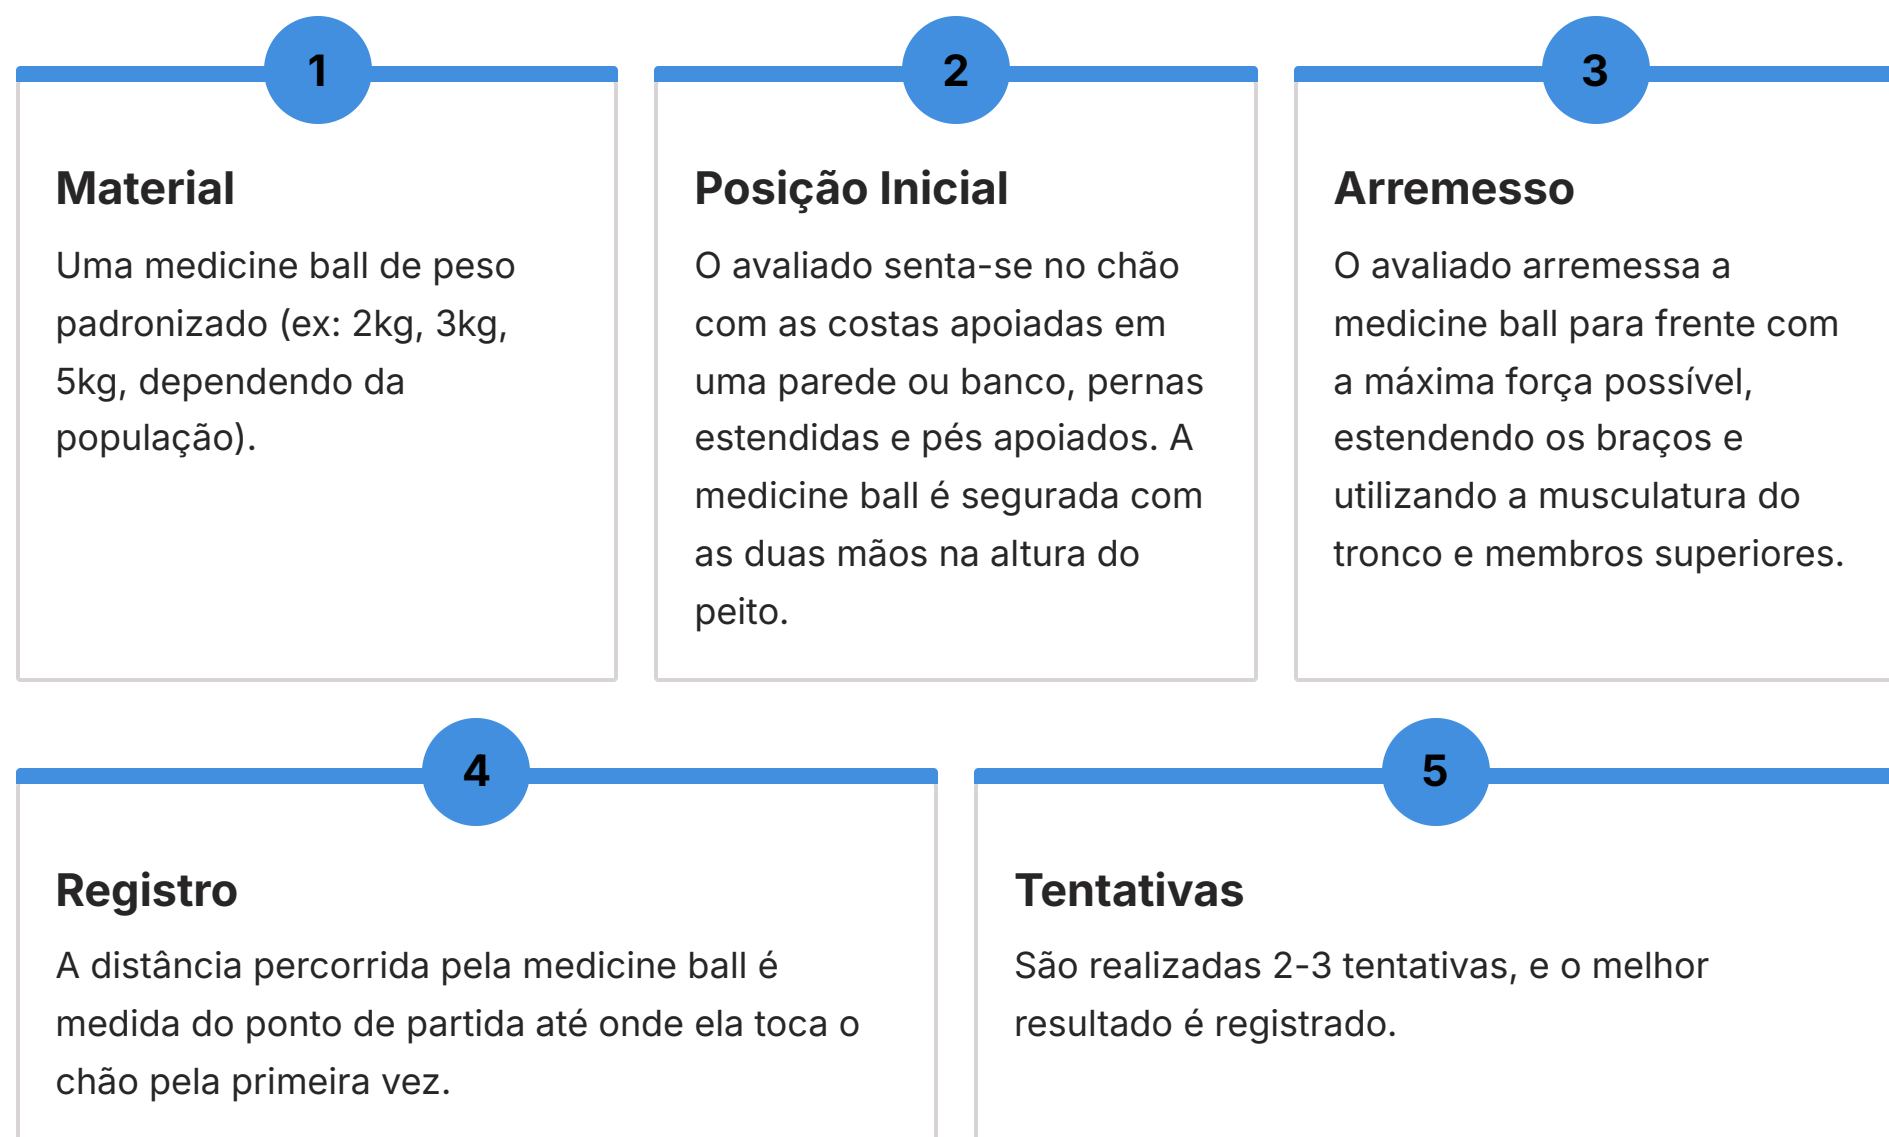 1
Material
Uma medicine ball de peso
padronizado (ex: 2kg, 3kg,
5kg, dependendo da
população).
2
Posição Inicial
O avaliado senta-se no chão
com as costas apoiadas em
uma parede ou banco, pernas
estendidas e pés apoiados. A
medicine ball é segurada com
as duas mãos na altura do
peito.
3
Arremesso
O avaliado arremessa a
medicine ball para frente com
a máxima força possível,
estendendo os braços e
utilizando a musculatura do
tronco e membros superiores.
4
Registro
A distância percorrida pela medicine ball é
medida do ponto de partida até onde ela toca o
chão pela primeira vez.
5
Tentativas
São realizadas 2-3 tentativas, e o melhor
resultado é registrado.